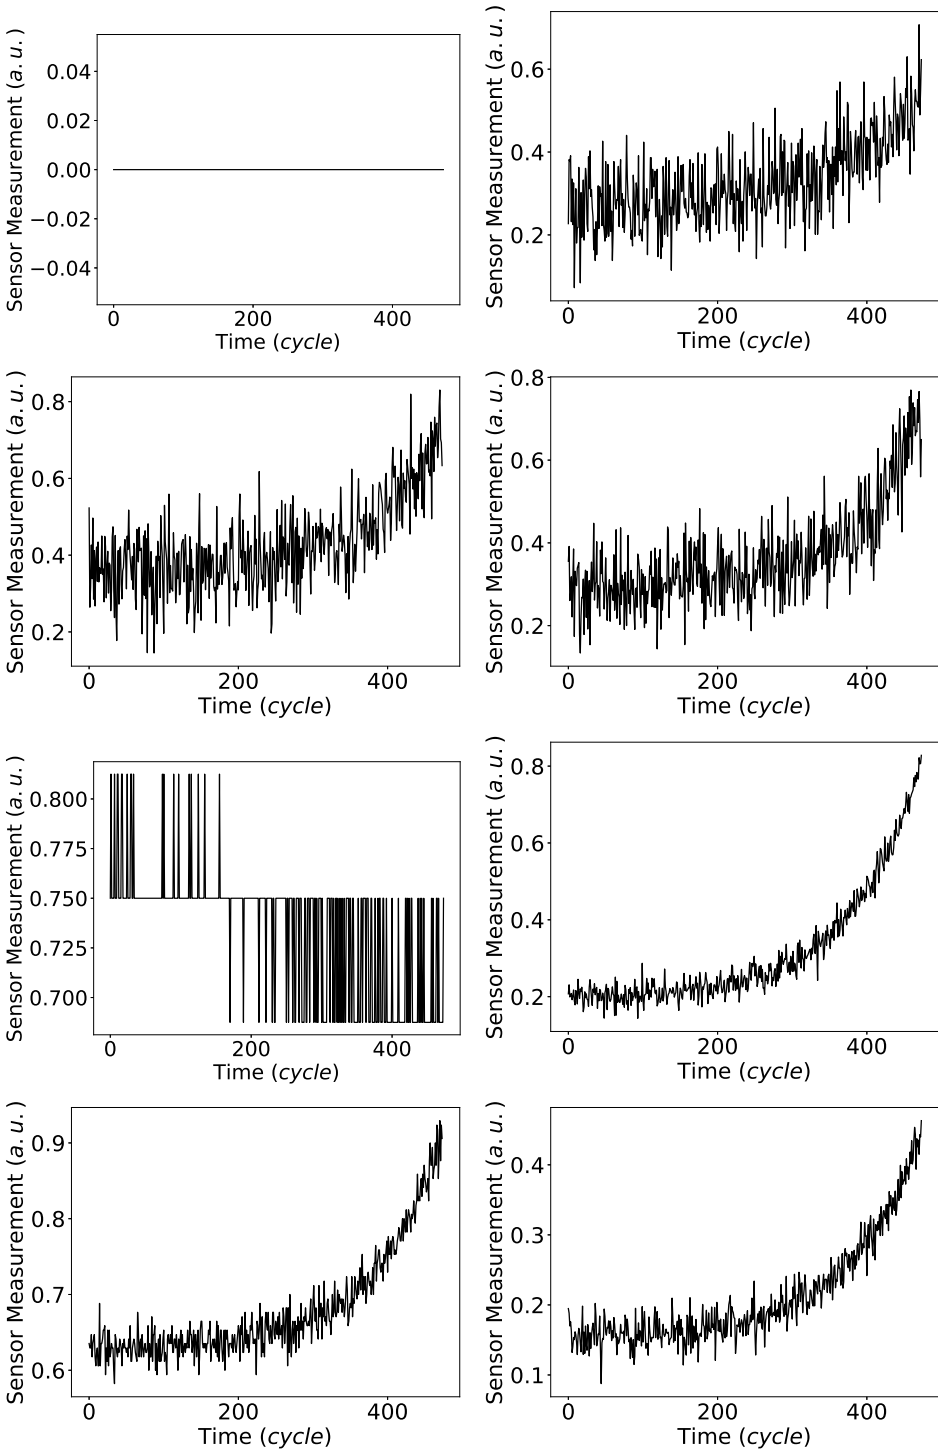 Sensor Measurement (a.u.)
0.04
0.02
0.00
−0.02
−0.04
0 200 400
Time (cycle)
Sensor Measurement (a.u.)
0.6
0.4
0.2
0 200 400
Time (cycle)
Sensor Measurement (a.u.)
0.8
0.6
0.4
0.2
0 200 400
Time (cycle)
Sensor Measurement (a.u.)
0.8
0.6
0.4
0.2
0 200 400
Time (cycle)
Sensor Measurement (a.u.)
0.800
0.775
0.750
0.725
0.700
0 200 400
Time (cycle)
Sensor Measurement (a.u.)
0.8
0.6
0.4
0.2
0 200 400
Time (cycle)
Sensor Measurement (a.u.)
0.9
0.8
0.7
0.6
0 200 400
Time (cycle)
Sensor Measurement (a.u.)
0.4
0.3
0.2
0.1
0 200 400
Time (cycle)